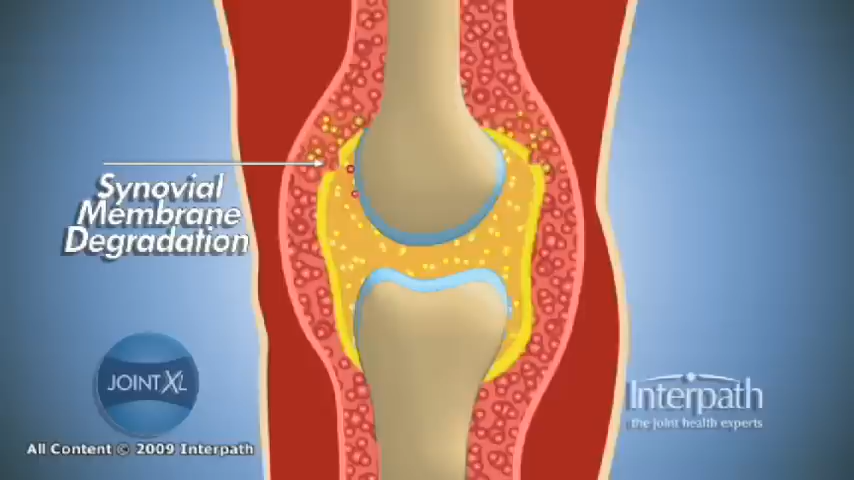 Synovial
Membrane
Degradation
JOINT XL
Interpath
the joint health experts
All Content © 2009 Interpath